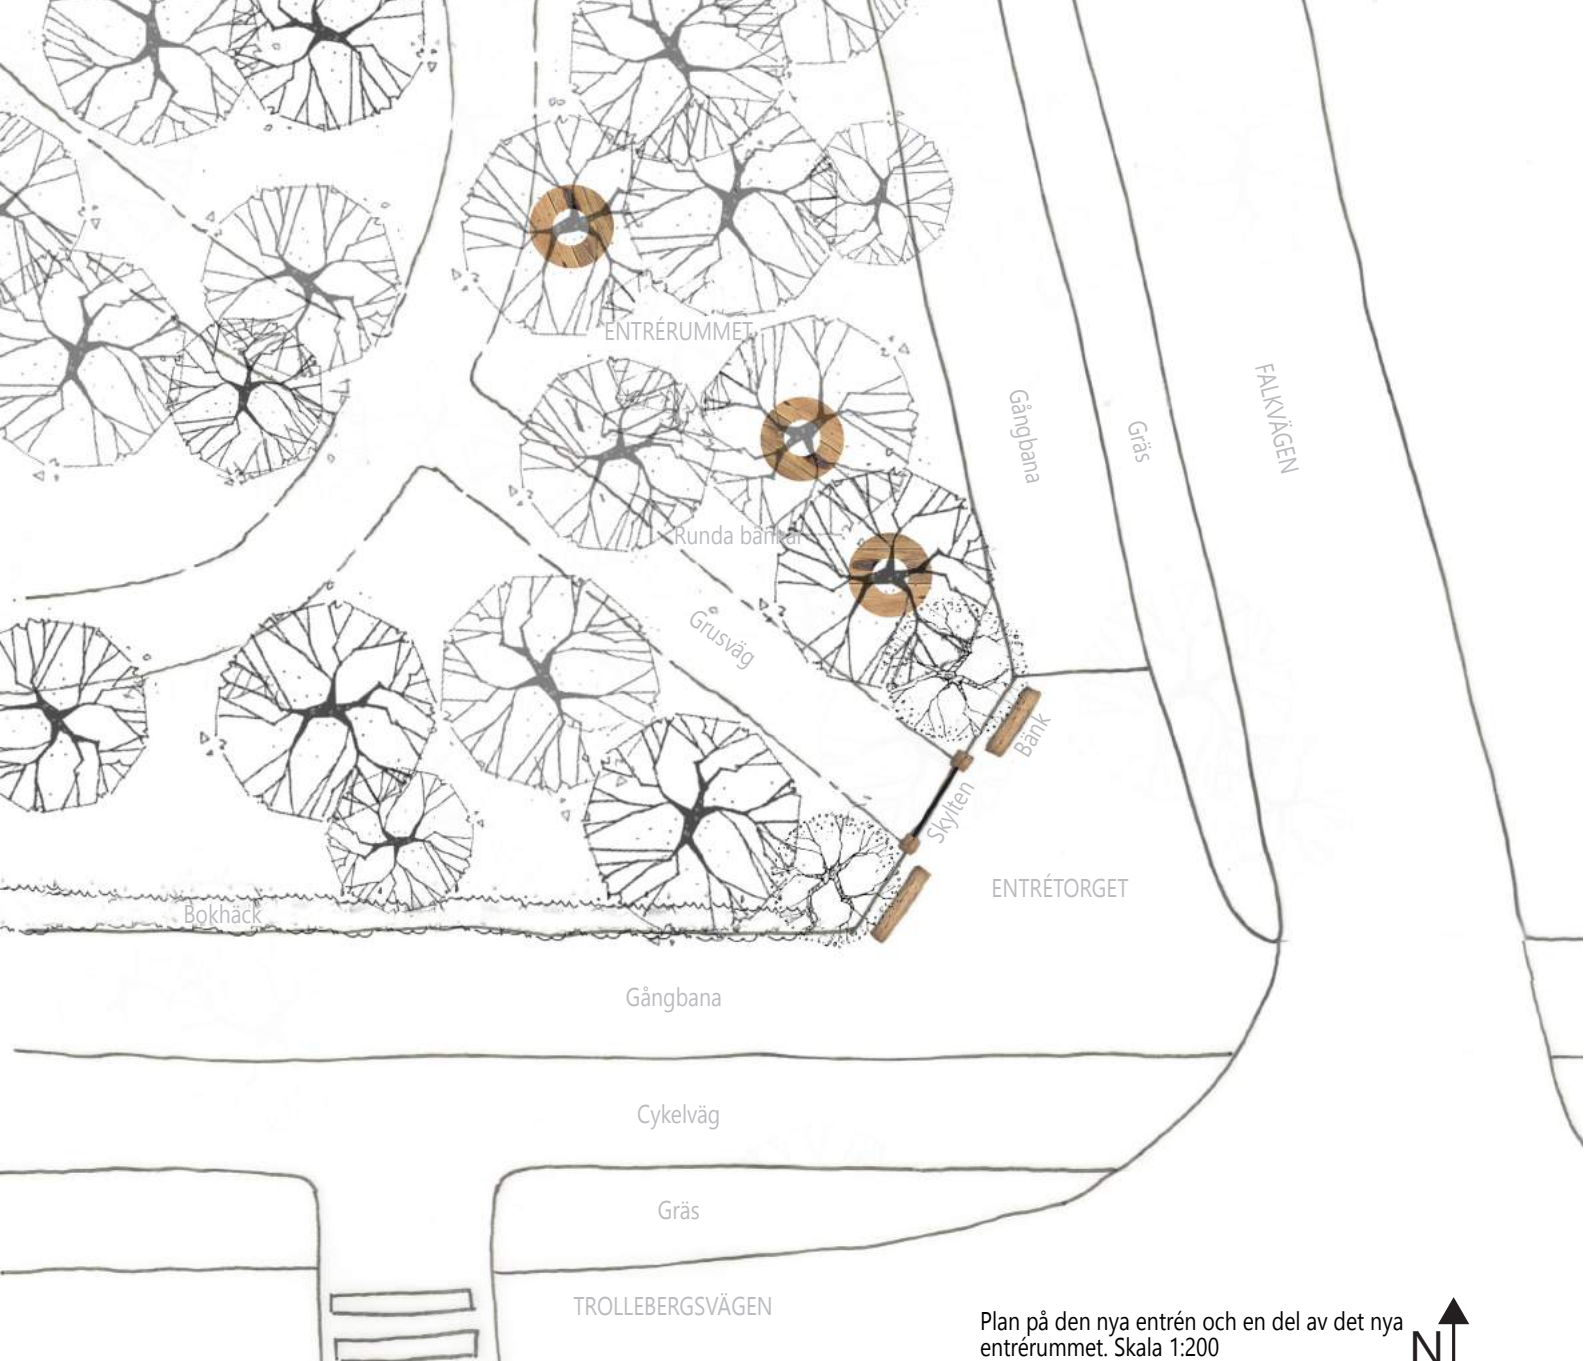 ENTRÉRUMMET
FALKVÄGEN
Gångbana
Gräs
Runda bänkar
Grusväg
Bänk
Skylten
ENTRÉTORGET
Bokhäck
Gångbana
Cykelväg
Gräs
TROLLEBERGSVÄGEN
Plan på den nya entrén och en del av det nya
entrérummet. Skala 1:200
N